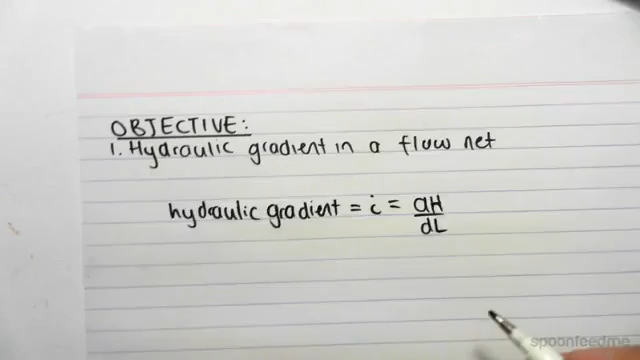 OBJECTIVE:
1. Hydraulic gradient in a flow net
hydraulic gradient = i = dH
dL
spoonfeedme